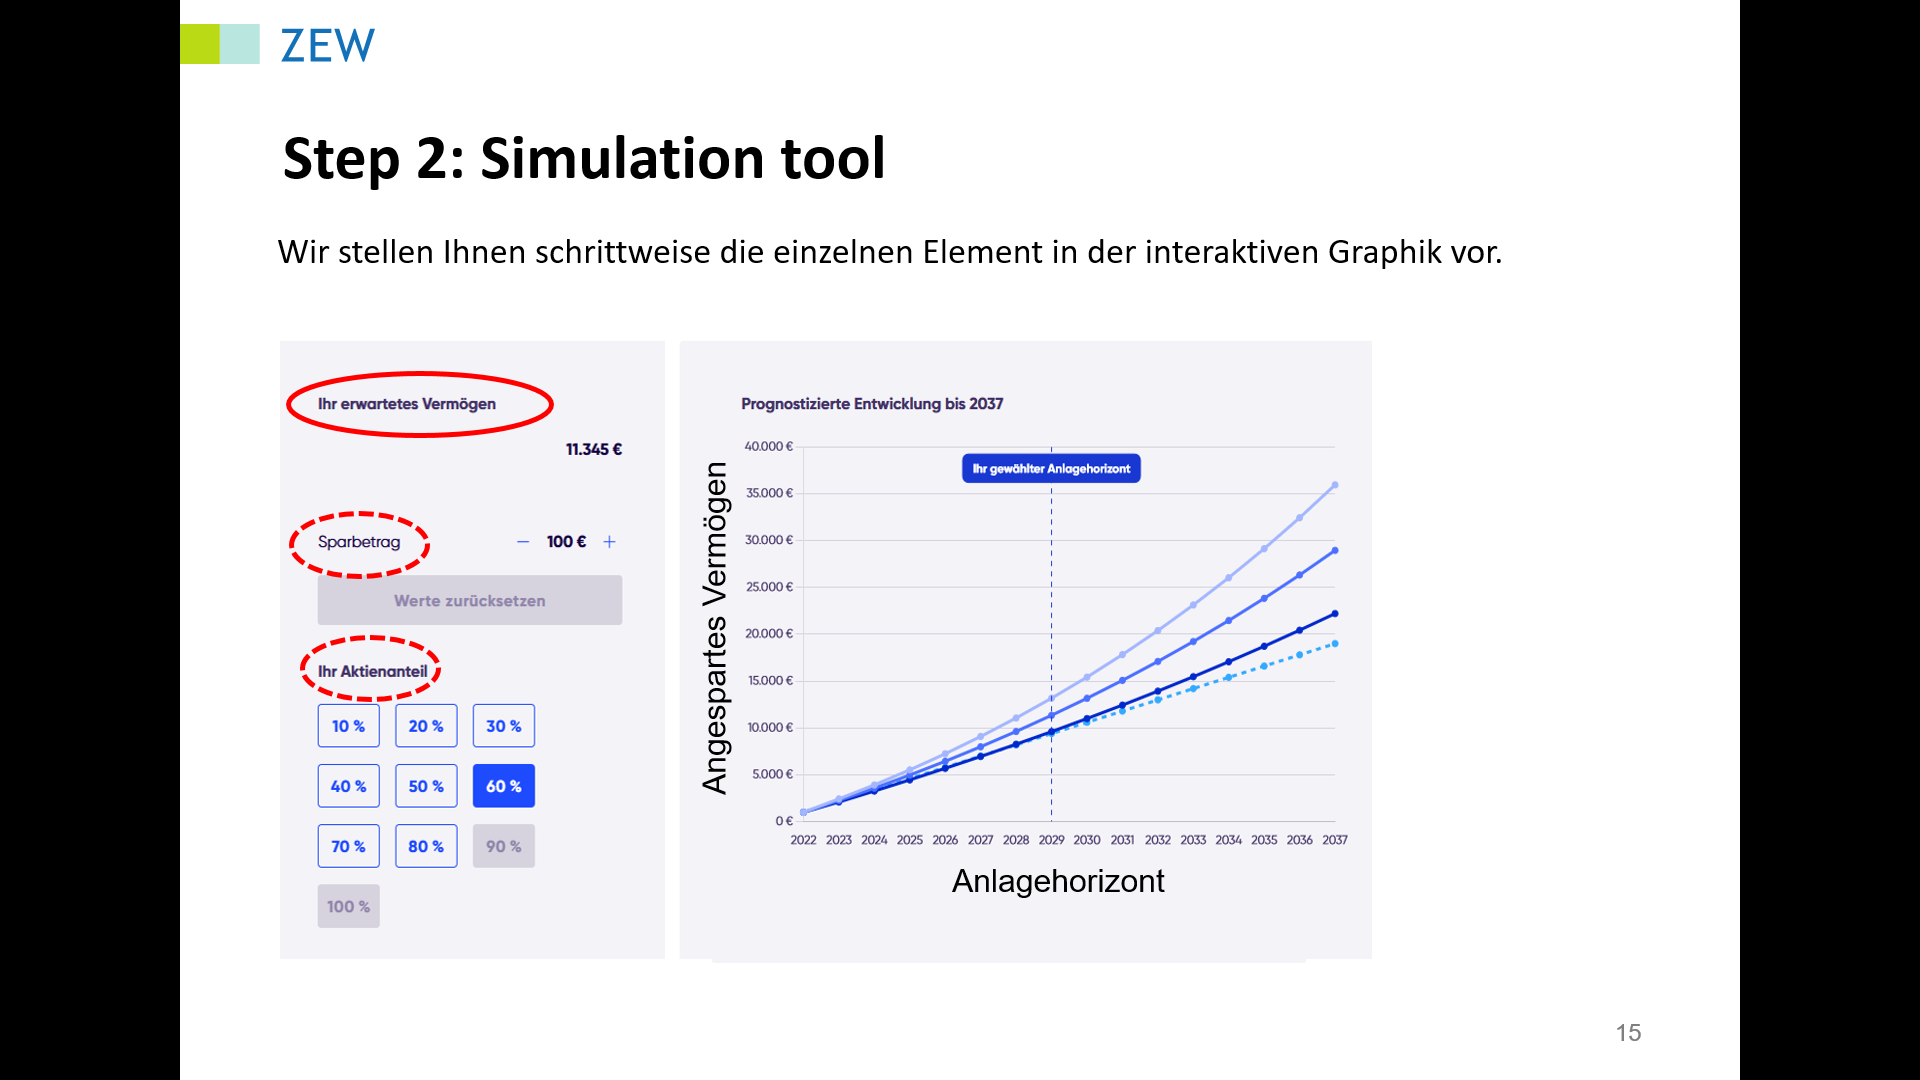 ZEW
Step 2: Simulation tool
Wir stellen Ihnen schrittweise die einzelnen Element in der interaktiven Graphik vor.
Ihr erwartetes Vermögen
11.345 €
Sparbetrag
− 100 € +
Werte zurücksetzen
Ihr Aktienanteil
10 % 20 % 30 %
40 % 50 % 60 %
70 % 80 % 90 %
100 %
Prognostizierte Entwicklung bis 2037
Angespartes Vermögen
40.000 €
Ihr gewählter Anlagehorizont
35.000 €
30.000 €
25.000 €
20.000 €
15.000 €
10.000 €
5.000 €
0 €
2022 2023 2024 2025 2026 2027 2028 2029 2030 2031 2032 2033 2034 2035 2036 2037
Anlagehorizont
15